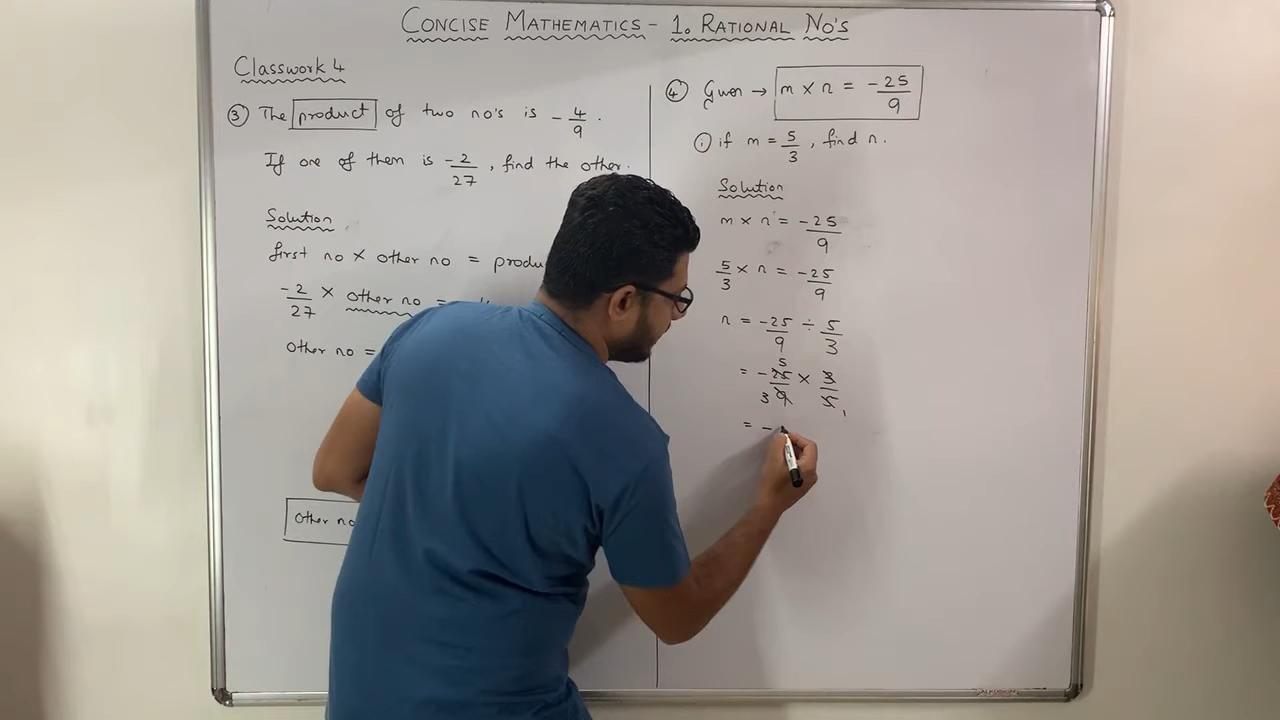 CONCISE MATHEMATICS - 1. RATIONAL NO'S
Classwork 4
③ The product of two no's is - 4/9 .
If one of them is -2/27 , find the other.
Solution
first no × other no =
-2/27 × other no =
Other no =
Other no
④ Given → m × n = -25/9
① if m = 5/3 , find n.
Solution
m × n = -25/9
5/3 × n = -25/9
n = -25/9 ÷ 5/3
5
= -25/9 × 3/5
3 1
= -